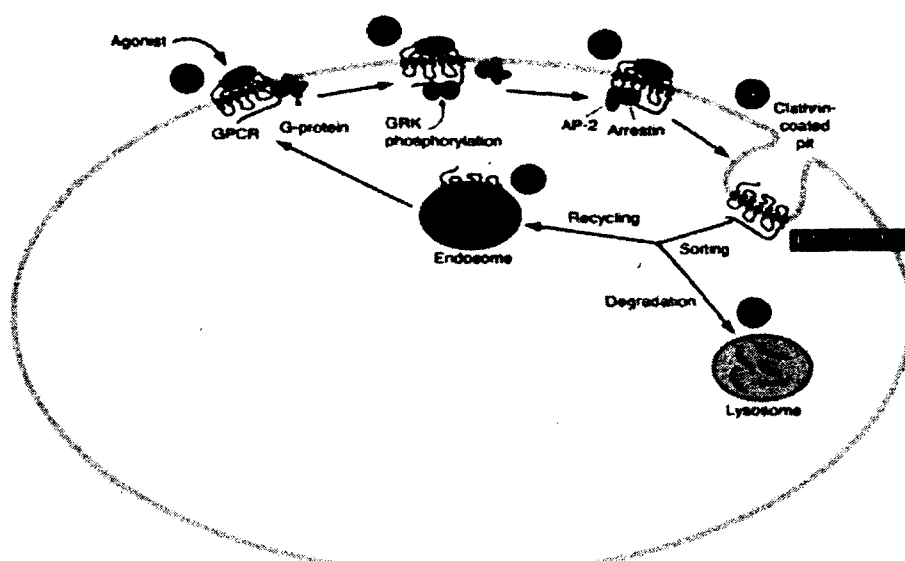 Agonist
GPCR
G-protein
GRK
phosphorylation
AP-2
Arrestin
Clathrin-
coated
pit
Recycling
Sorting
Endosome
Degradation
Lysosome